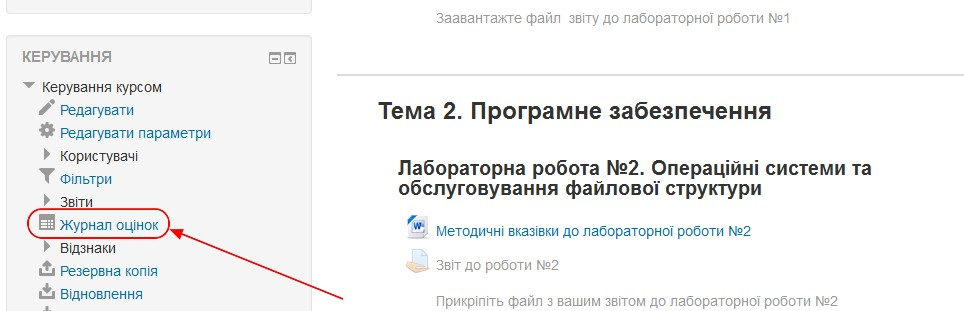 Заавантажте файл звіту до лабораторної роботи №1
КЕРУВАННЯ
Керування курсом
Редагувати
Редагувати параметри
Користувачі
Фільтри
Звіти
Журнал оцінок
Відзнаки
Резервна копія
Відновлення
Тема 2. Програмне забезпечення
Лабораторна робота №2. Операційні системи та
обслуговування файлової структури
Методичні вказівки до лабораторної роботи №2
Звіт до роботи №2
Прикріпіть файл з вашим звітом до лабораторної роботи №2